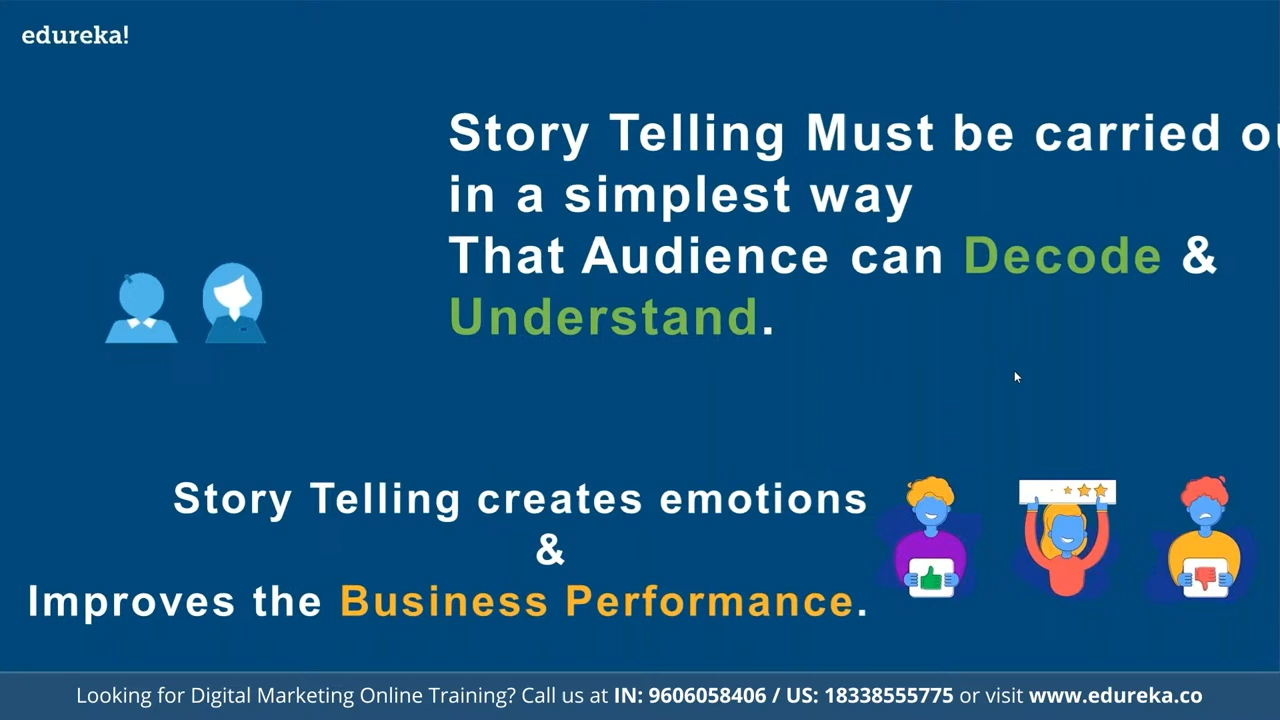 edureka!
Story Telling Must be carried
in a simplest way
That Audience can Decode &
Understand.
Story Telling creates emotions
&
Improves the Business Performance.
Looking for Digital Marketing Online Training? Call us at IN: 9606058406 / US: 18338555775 or visit www.edureka.co